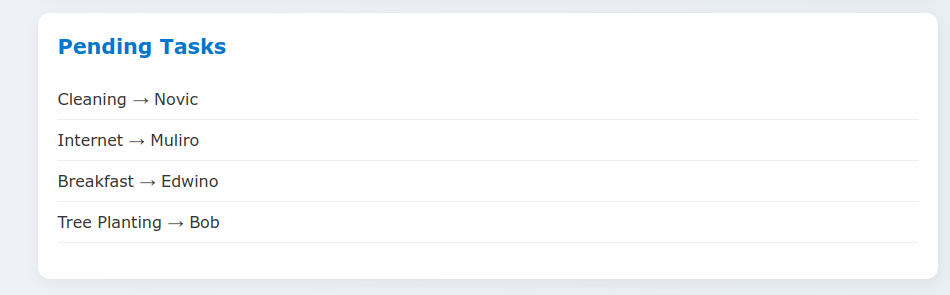 Pending Tasks
Cleaning → Novic
Internet → Muliro
Breakfast → Edwino
Tree Planting → Bob